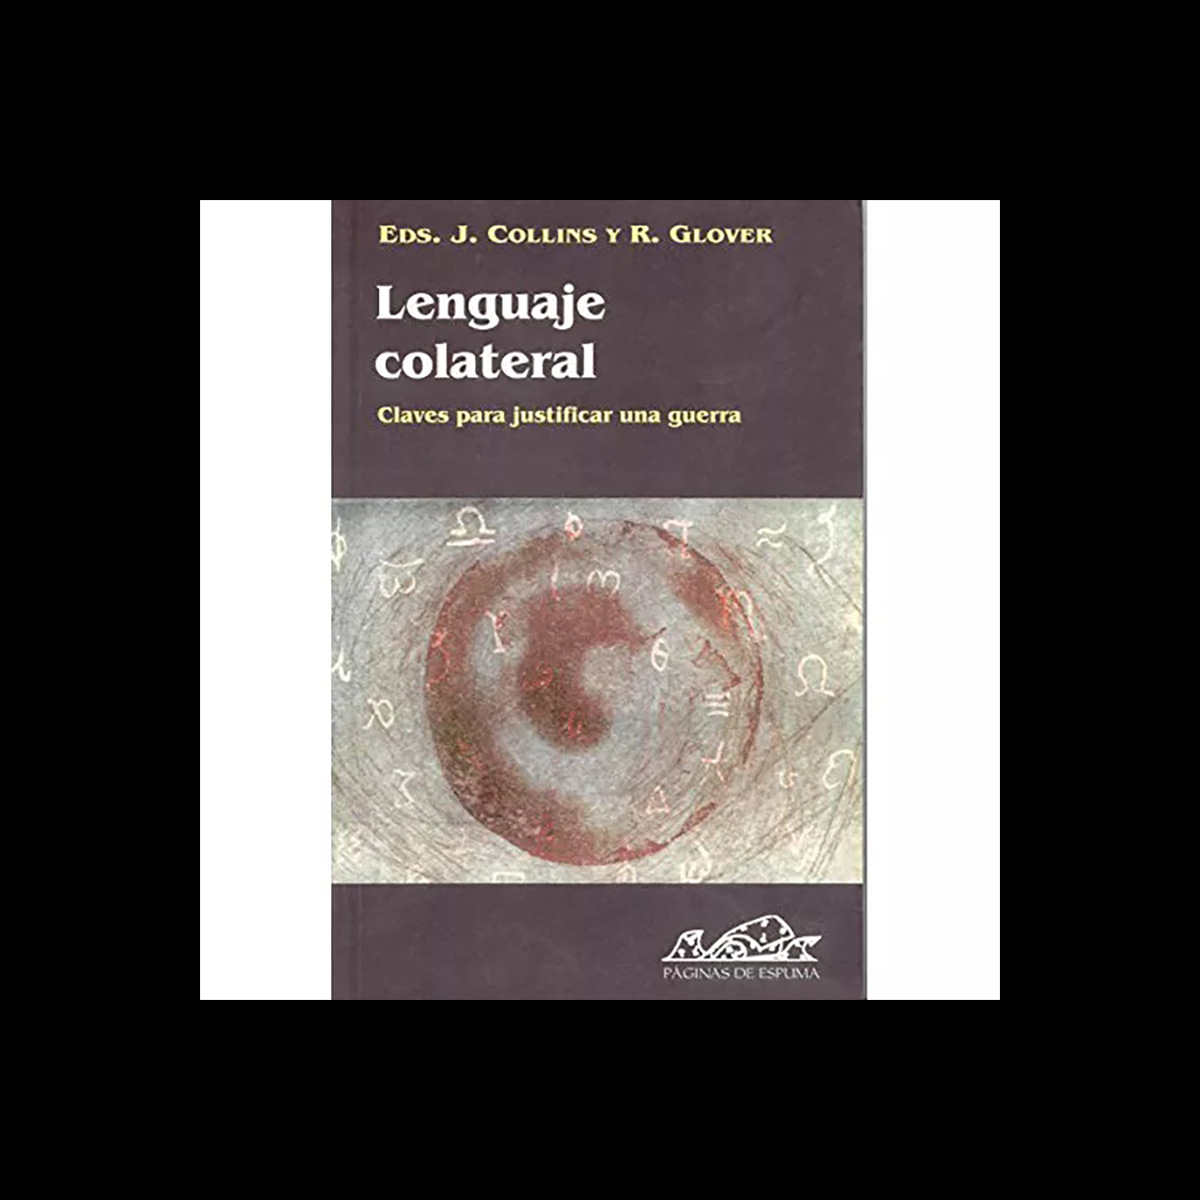 EDS. J. COLLINS Y R. GLOVER
Lenguaje
colateral
Claves para justificar una guerra
PÁGINAS DE ESPUMA